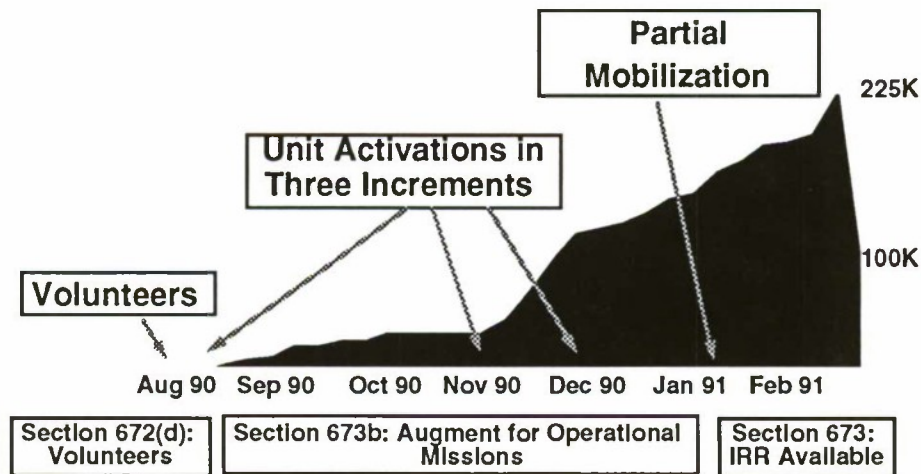 Partial
Mobilization
225K
Unit Activations in
Three Increments
100K
Volunteers
Aug 90 Sep 90 Oct 90 Nov 90 Dec 90 Jan 91 Feb 91
Section 672(d):
Volunteers
Section 673b: Augment for Operational
Missions
Section 673:
IRR Available